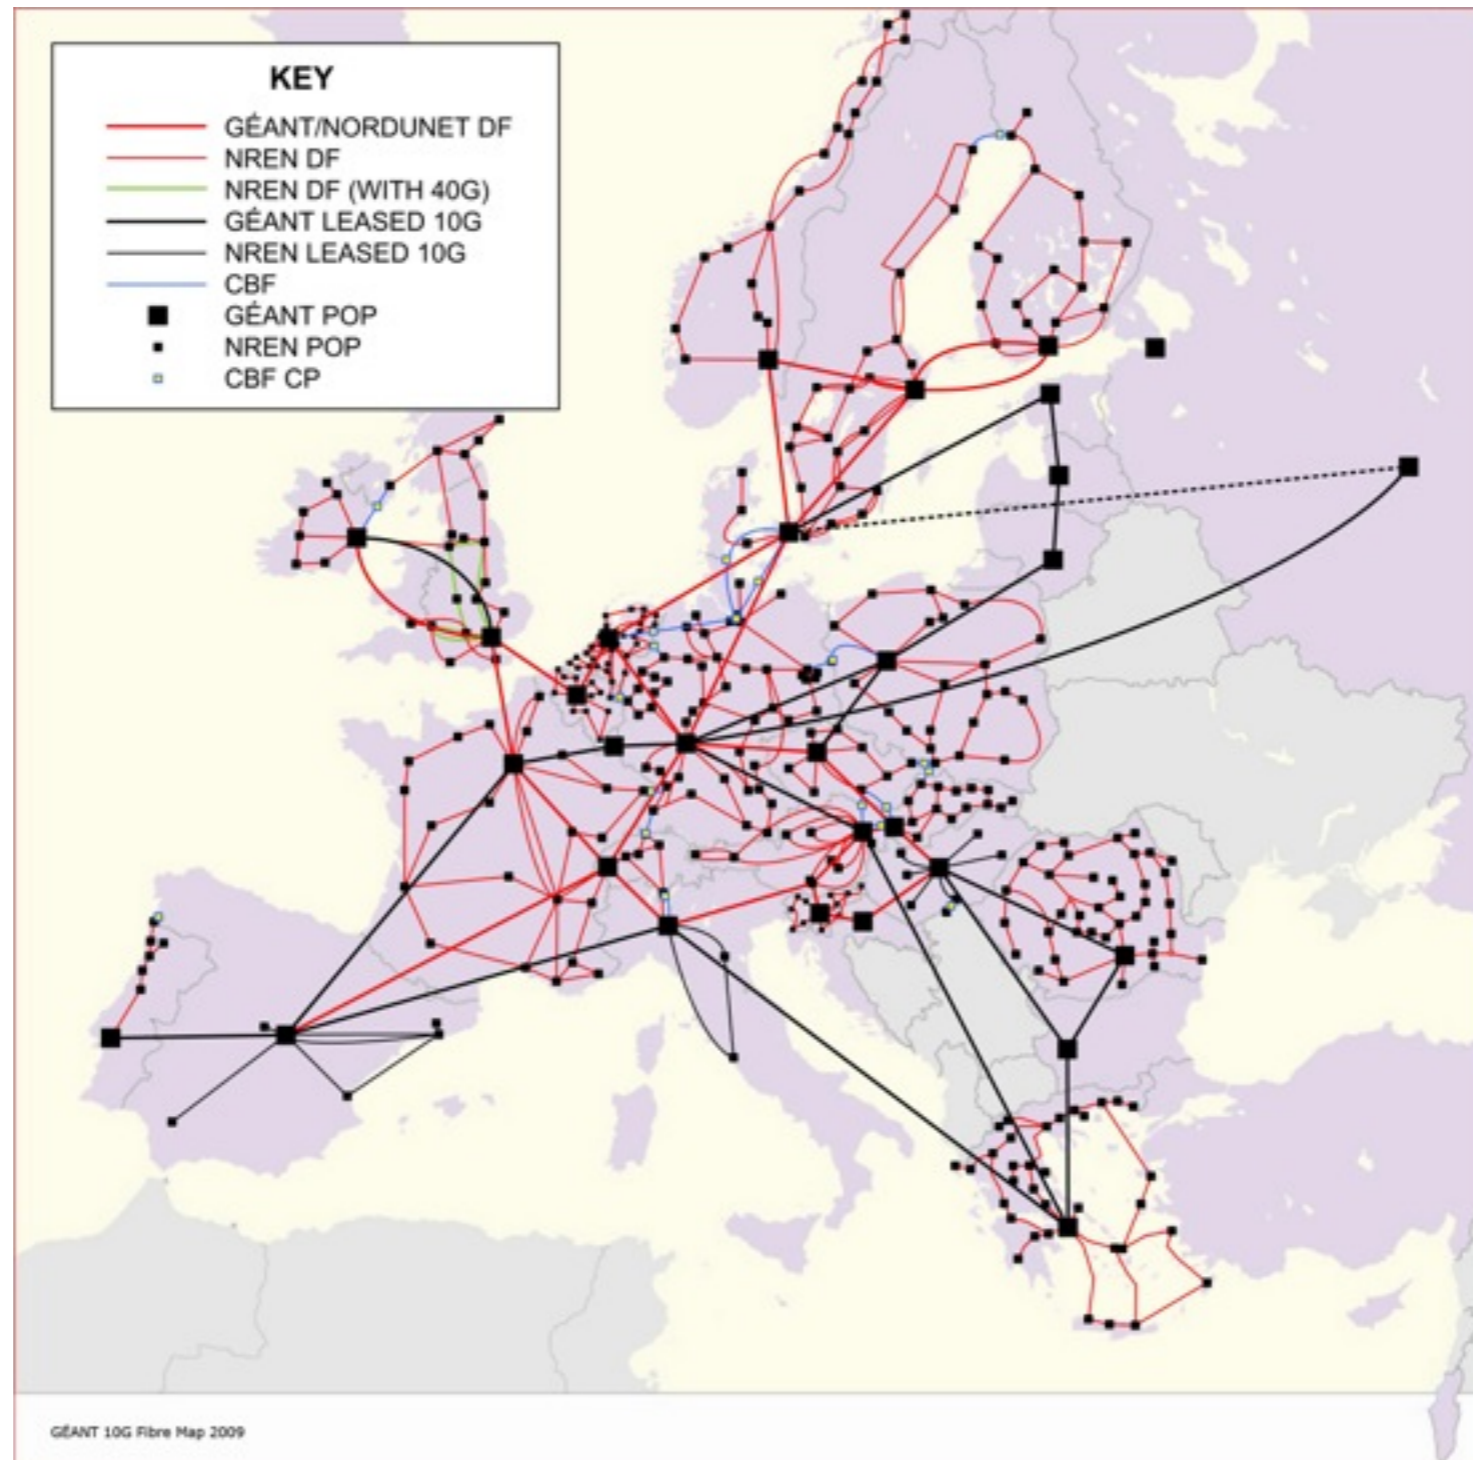 KEY
GÉANT/NORDUNET DF
NREN DF
NREN DF (WITH 40G)
GÉANT LEASED 10G
NREN LEASED 10G
CBF
GÉANT POP
NREN POP
CBF CP
GÉANT 10G Fibre Map 2009